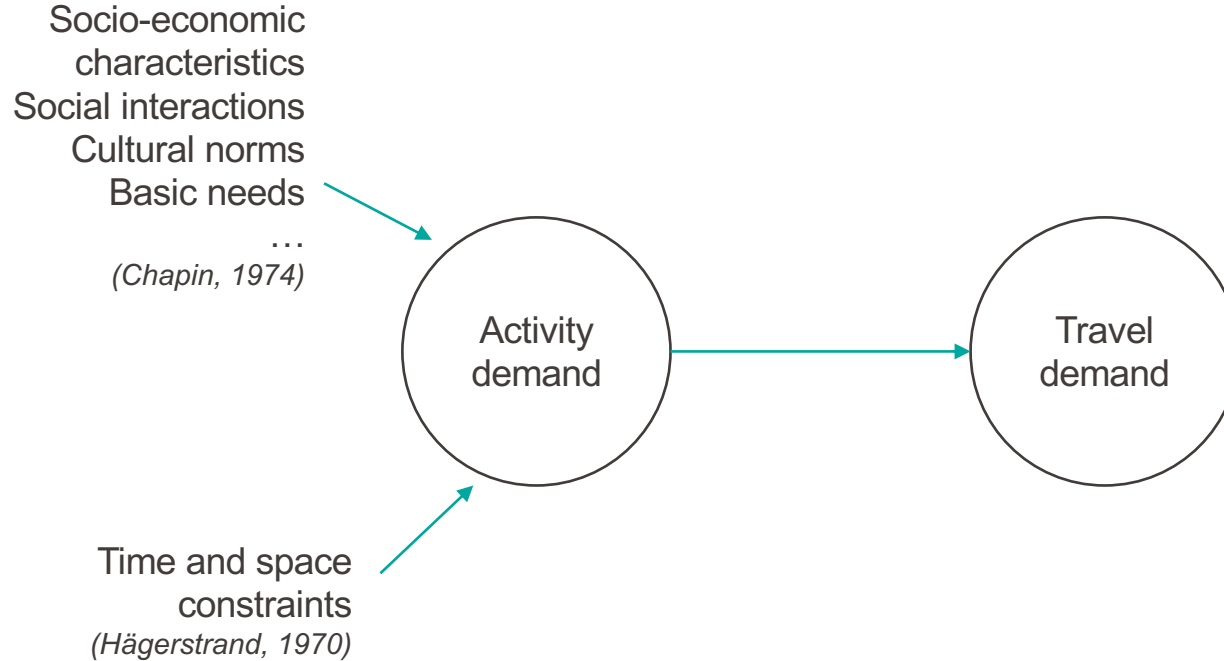 Socio-economic
characteristics
Social interactions
Cultural norms
Basic needs
…
(Chapin, 1974)
Activity
demand
Travel
demand
Time and space
constraints
(Hägerstrand, 1970)